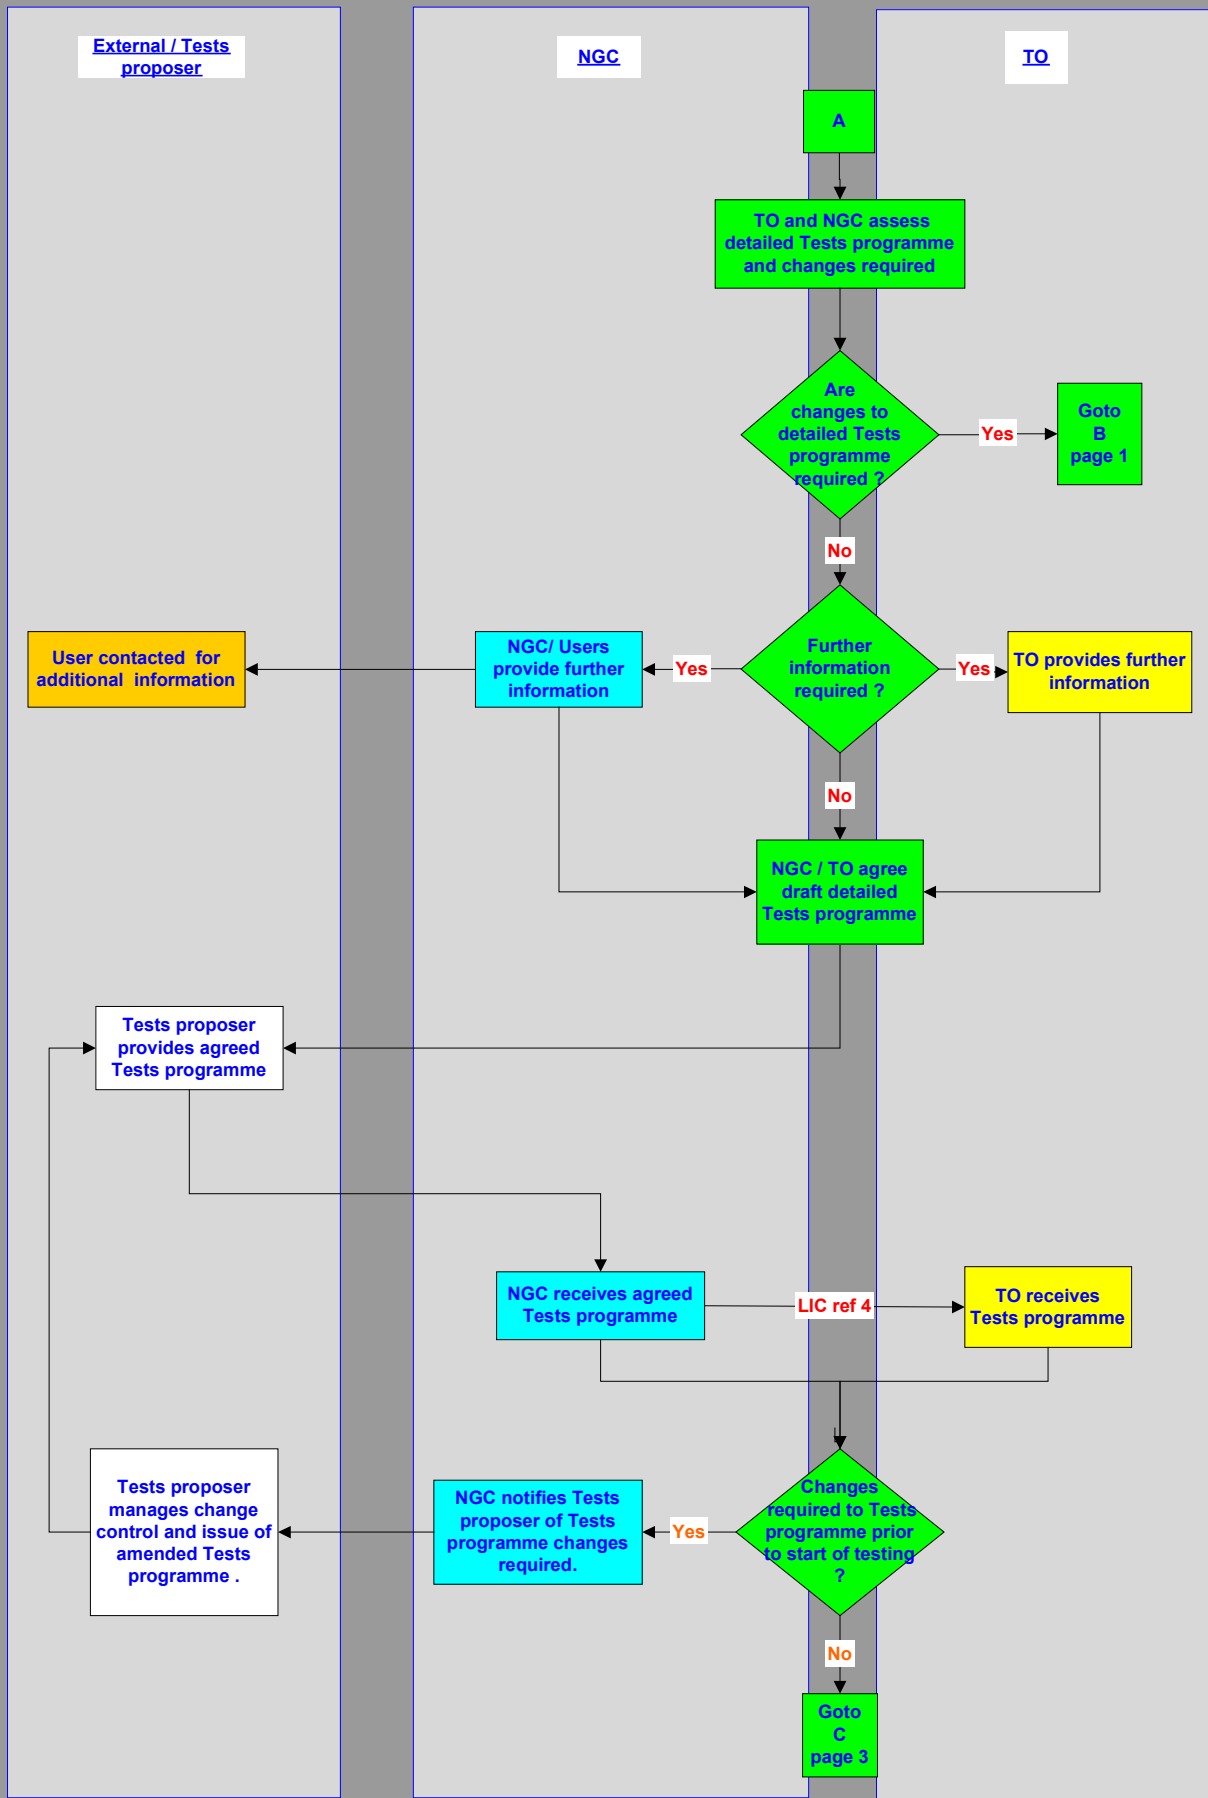 External / Tests
proposer
NGC
TO
A
TO and NGC assess
detailed Tests programme
and changes required
Are
changes to
detailed Tests
programme
required ?
Yes
Goto
B
page 1
No
Further
information
required ?
Yes
NGC/ Users
provide further
information
User contacted for
additional information
Yes
TO provides further
information
No
NGC / TO agree
draft detailed
Tests programme
Tests proposer
provides agreed
Tests programme
NGC receives agreed
Tests programme
LIC ref 4
TO receives
Tests programme
Changes
required to Tests
programme prior
to start of testing
?
Yes
NGC notifies Tests
proposer of Tests
programme changes
required.
Tests proposer
manages change
control and issue of
amended Tests
programme .
No
Goto
C
page 3